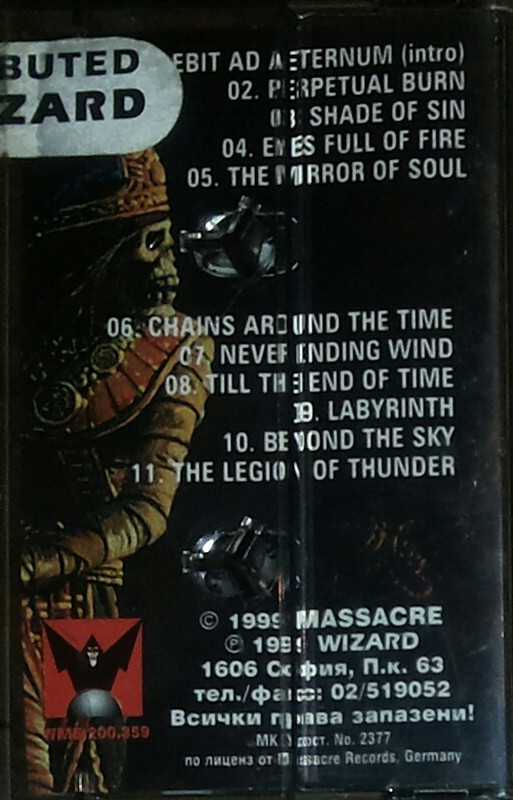 BUTED
ZARD
EBIT AD AETERNUM (intro)
02. PERPETUAL BURN
03. SHADE OF SIN
04. EYES FULL OF FIRE
05. THE MIRROR OF SOUL
06. CHAINS AROUND THE TIME
07. NEVER ENDING WIND
08. TILL THE END OF TIME
09. LABYRINTH
10. BEYOND THE SKY
11. THE LEGION OF THUNDER
© 1999 MASSACRE
℗ 1999 WIZARD
1606 София, П.к. 63
тел./факс: 02/519052
Всички права запазени!
WMB 200.359
МК No. 2377
по лиценз от Massacre Records, Germany